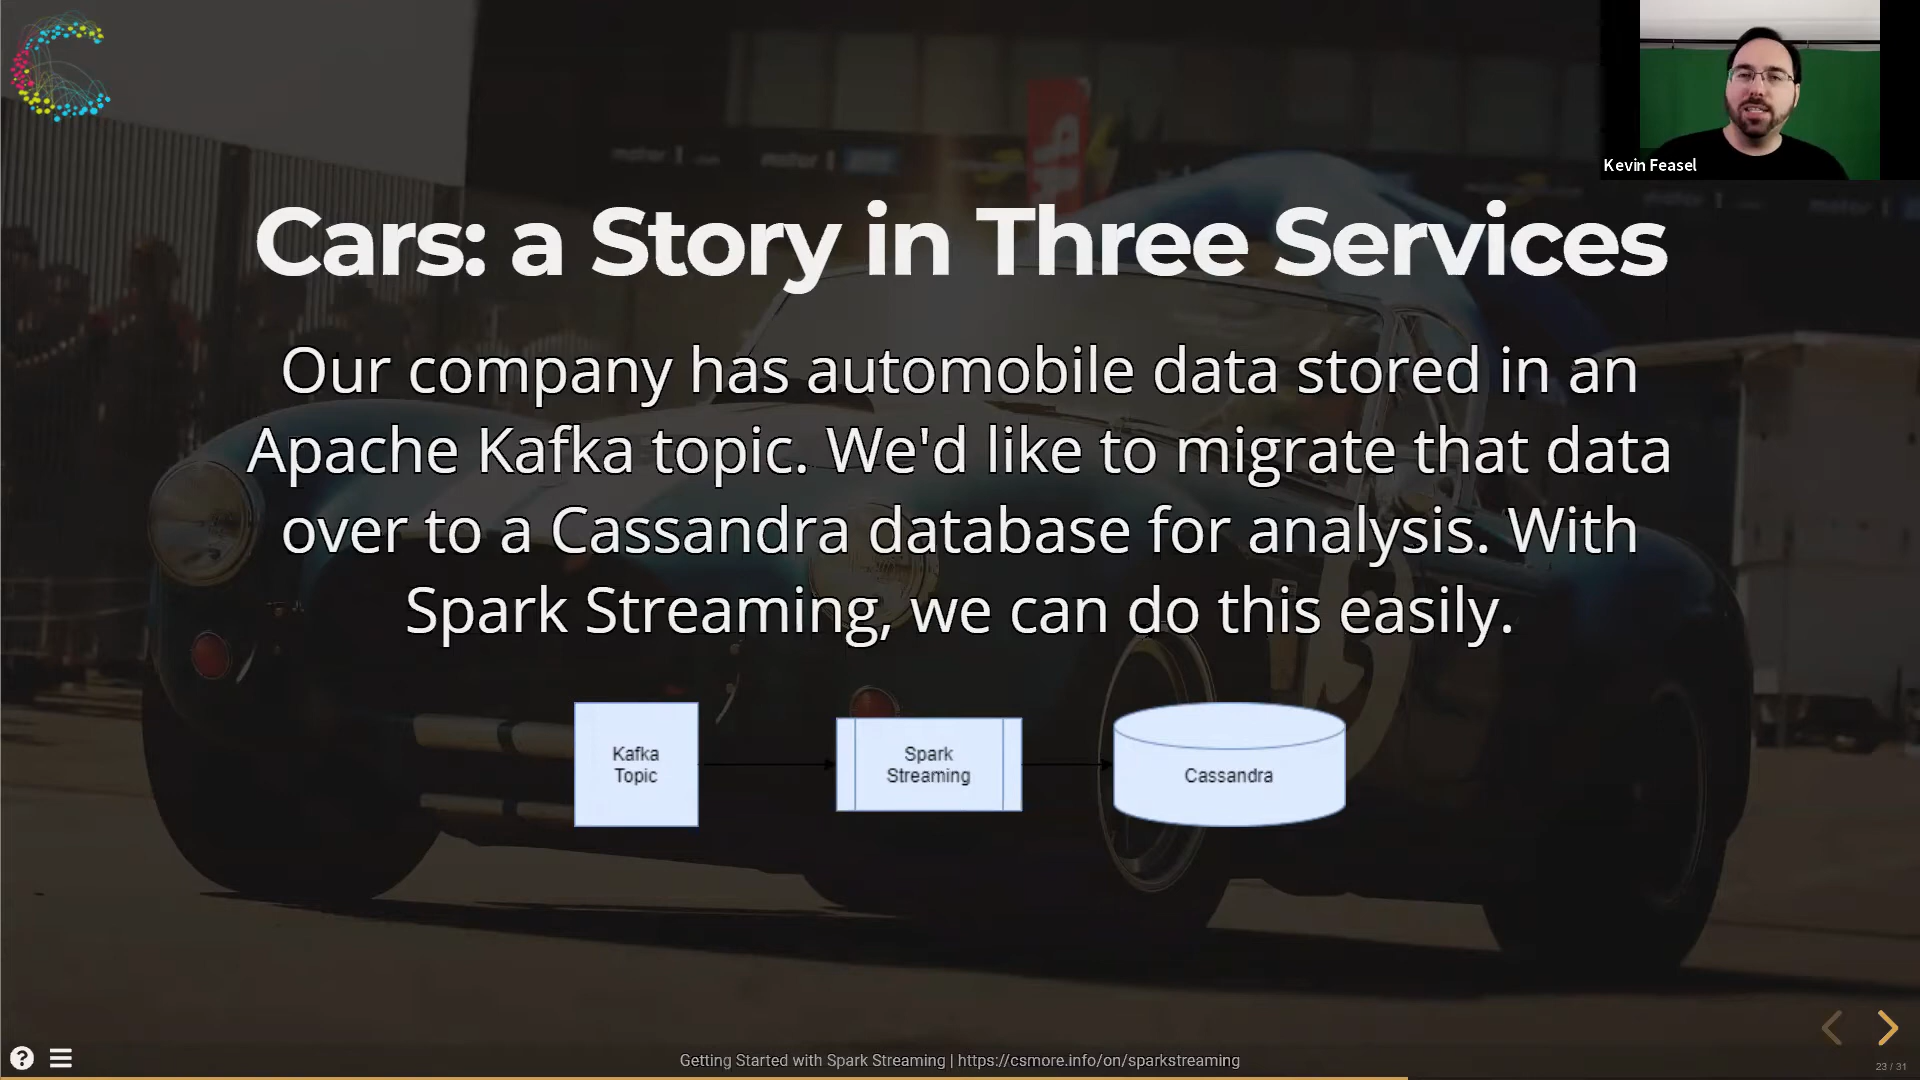 Kevin Feasel
Cars: a Story in Three Services
Our company has automobile data stored in an
Apache Kafka topic. We'd like to migrate that data
over to a Cassandra database for analysis. With
Spark Streaming, we can do this easily.
Kafka
Topic
Spark
Streaming
Cassandra
Getting Started with Spark Streaming | https://csmore.info/on/sparkstreaming
23 / 31